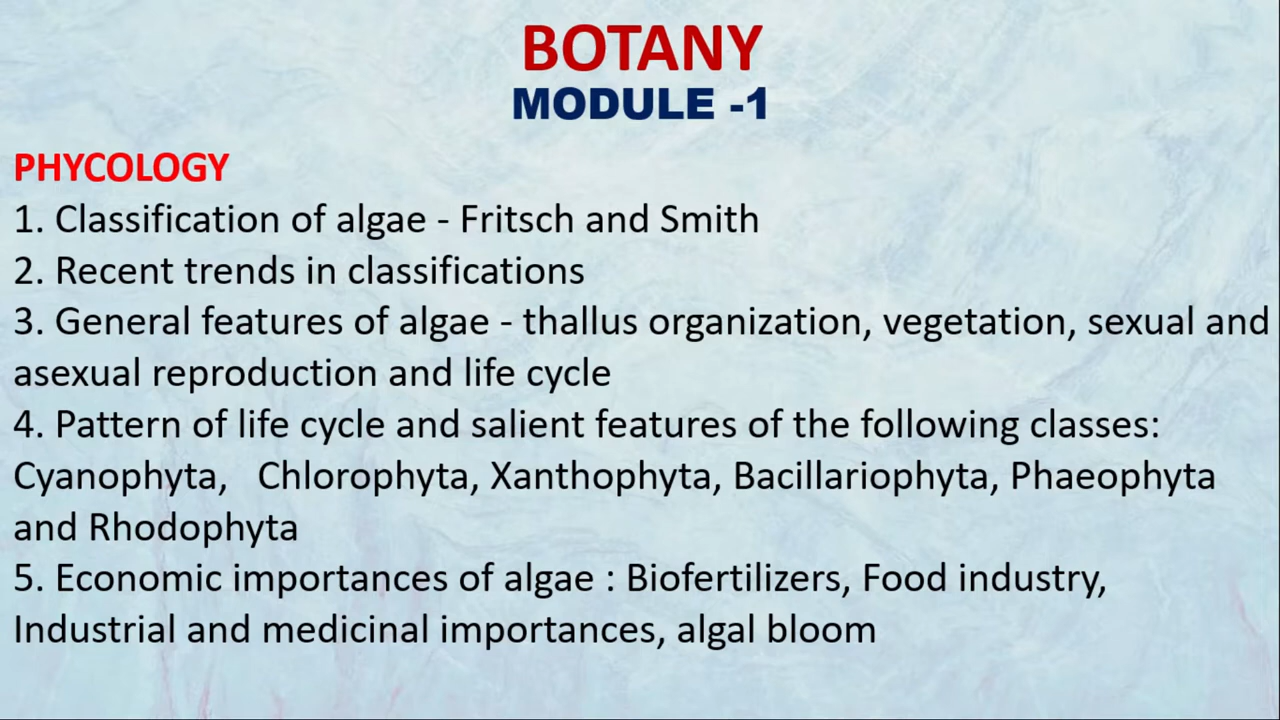 BOTANY
MODULE -1
PHYCOLOGY
1. Classification of algae - Fritsch and Smith
2. Recent trends in classifications
3. General features of algae - thallus organization, vegetation, sexual and
asexual reproduction and life cycle
4. Pattern of life cycle and salient features of the following classes:
Cyanophyta,   Chlorophyta, Xanthophyta, Bacillariophyta, Phaeophyta
and Rhodophyta
5. Economic importances of algae : Biofertilizers, Food industry,
Industrial and medicinal importances, algal bloom